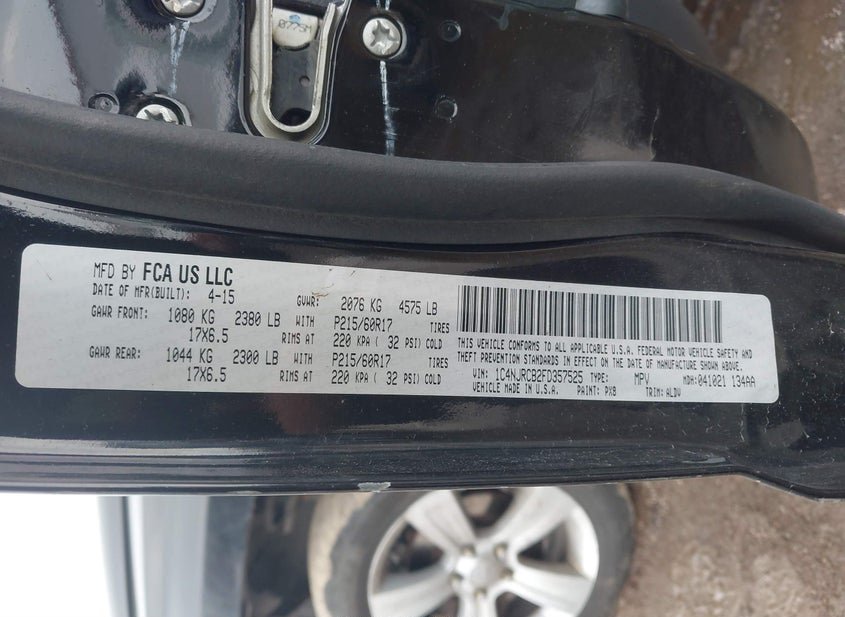 MFD BY FCA US LLC
DATE OF MFR(BUILT): 4-15 GVWR: 2076 KG 4575 LB
GAWR FRONT: 1080 KG 2380 LB WITH P215/60R17 TIRES
17X6.5 RIMS AT 220 KPA ( 32 PSI) COLD
GAWR REAR: 1044 KG 2300 LB WITH P215/60R17 TIRES
17X6.5 RIMS AT 220 KPA ( 32 PSI) COLD
THIS VEHICLE CONFORMS TO ALL APPLICABLE U.S.A. FEDERAL MOTOR VEHICLE SAFETY AND
THEFT PREVENTION STANDARDS IN EFFECT ON THE DATE OF MANUFACTURE SHOWN ABOVE.
VIN: 1C4NJRCB2FD357525 TYPE: MPV MDH: 041021 134AA
VEHICLE MADE IN U.S.A. PAINT: PX8 TRIM: ALDV